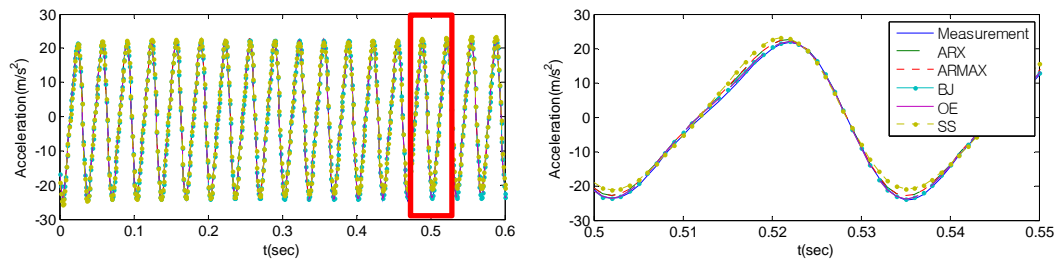 Acceleration (m/s²)
30
20
10
0
-10
-20
-30
0
0.1
0.2
0.3
0.4
0.5
0.6
t(sec)
Acceleration (m/s²)
30
20
10
0
-10
-20
-30
0.5
0.51
0.52
0.53
0.54
0.55
t(sec)
Measurement
ARX
ARMAX
BJ
OE
SS